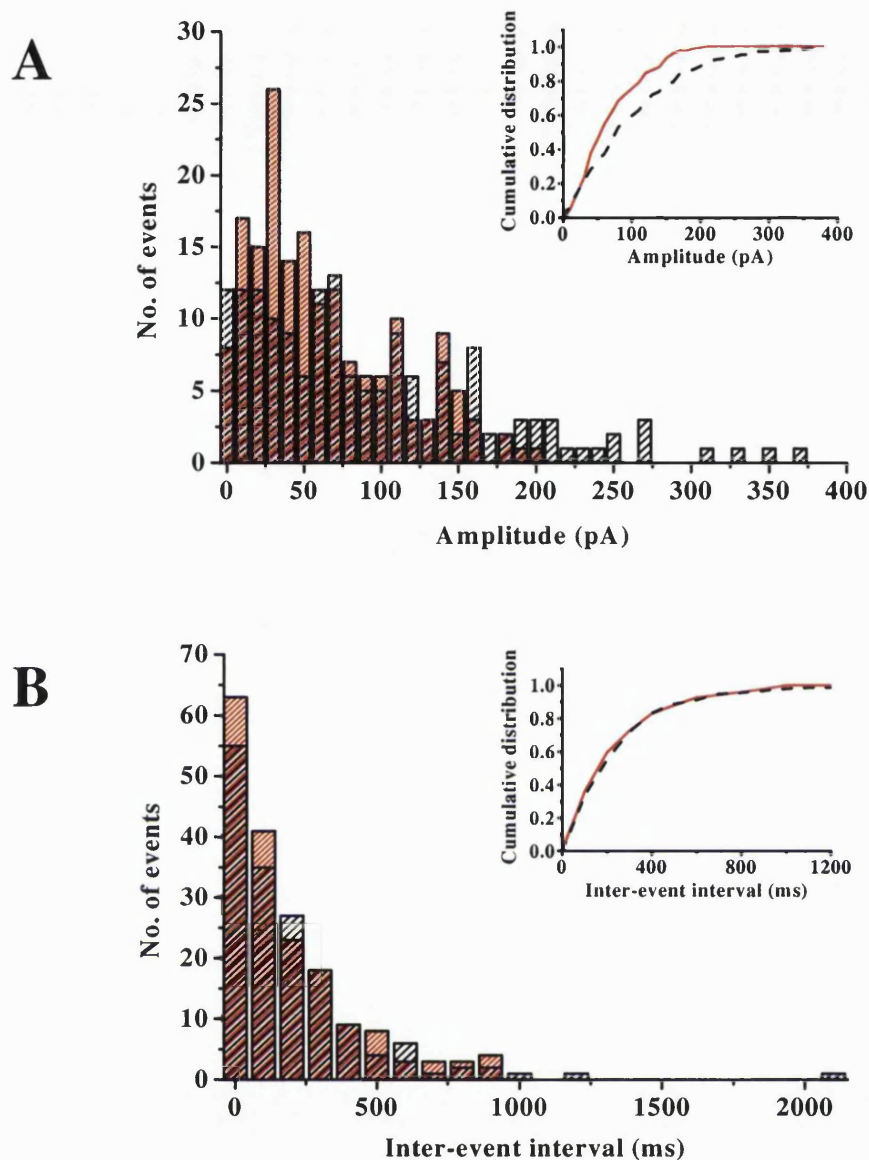 A
30
25
20
15
10
5
0
No. of events
0 50 100 150 200 250 300 350 400
Amplitude (pA)
1.0
0.8
0.6
0.4
0.2
0.0
Cumulative distribution
0 100 200 300 400
Amplitude (pA)
B
70
60
50
40
30
20
10
0
No. of events
0 500 1000 1500 2000
Inter-event interval (ms)
1.0
0.8
0.6
0.4
0.2
0.0
Cumulative distribution
0 400 800 1200
Inter-event interval (ms)